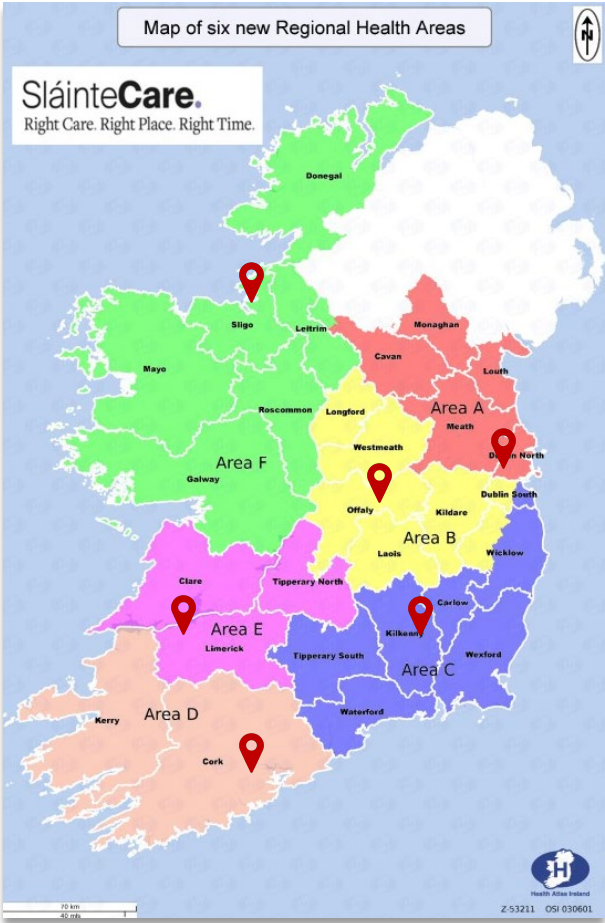 Map of six new Regional Health Areas
N
SláinteCare.
Right Care. Right Place. Right Time.
Donegal
Sligo
Leitrim
Monaghan
Cavan
Louth
Mayo
Roscommon
Longford
Area A
Meath
Westmeath
Area F
Galway
Dublin North
Dublin South
Offaly
Kildare
Area B
Laois
Wicklow
Clare
Tipperary North
Carlow
Area E
Kilkenny
Limerick
Tipperary South
Wexford
Area C
Area D
Kerry
Waterford
Cork
H
Health Atlas Ireland
70 km
40 mls
Z-53211 OSI 030601